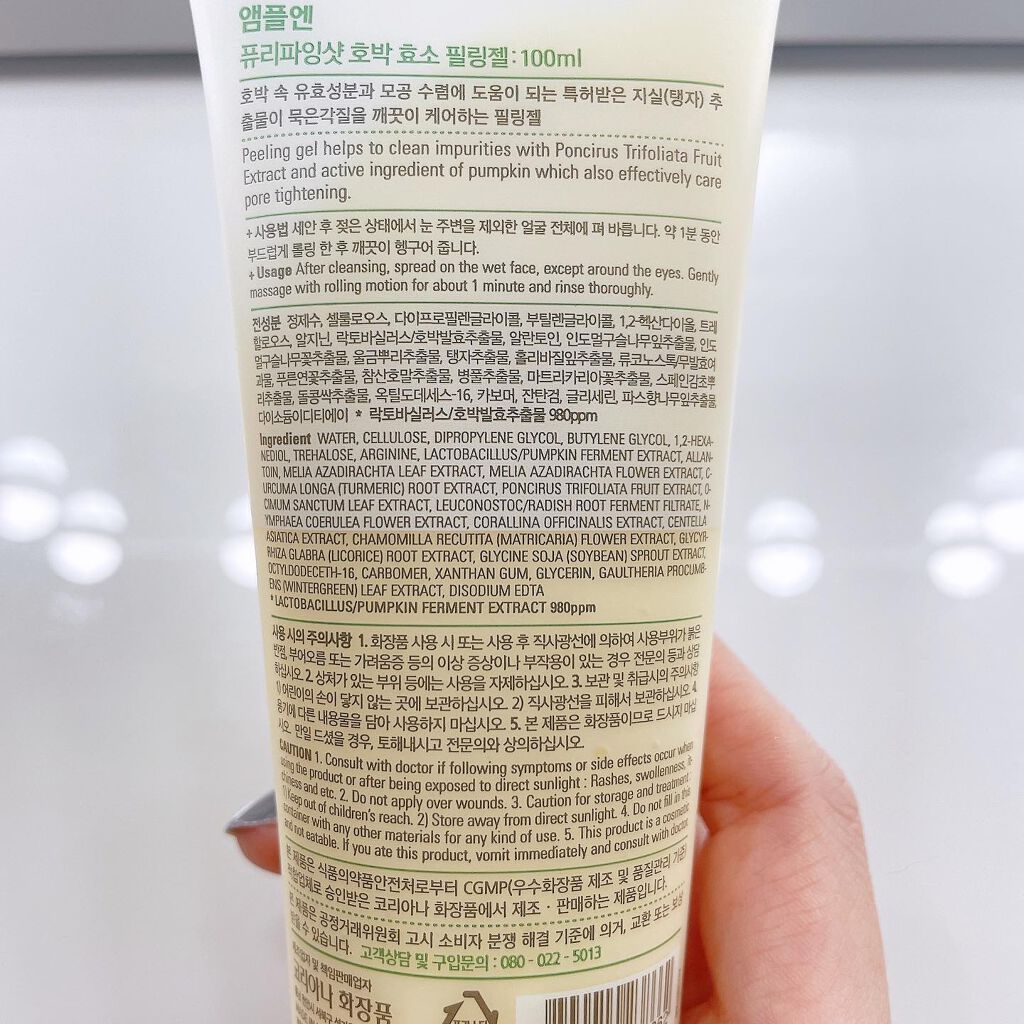 앰플엔
퓨리파잉샷 호박 효소 필링젤:100ml
호박 속 유효성분과 모공 수렴에 도움이 되는 특허받은 지실(탱자) 추
출물이 묵은각질을 깨끗이 케어하는 필링젤
Peeling gel helps to clean impurities with Poncirus Trifoliata Fruit
Extract and active ingredient of pumpkin which also effectively care
pore tightening.
+ 사용법 세안 후 젖은 상태에서 눈 주변을 제외한 얼굴 전체에 펴 바릅니다. 약 1분 동안
부드럽게 롤링 한 후 깨끗이 헹구어 줍니다.
+ Usage After cleansing, spread on the wet face, except around the eyes. Gently
massage with rolling motion for about 1 minute and rinse thoroughly.
전성분 정제수, 셀룰로오스, 다이프로필렌글라이콜, 부틸렌글라이콜, 1,2-헥산다이올, 트레
할로오스, 알지닌, 락토바실러스/호박발효추출물, 알란토인, 인도멀구슬나무잎추출물, 인도
멀구슬나무꽃추출물, 울금뿌리추출물, 탱자추출물, 홀리바질잎추출물, 류코노스톡/무발효여
과물, 푸른연꽃추출물, 참산호말추출물, 병풀추출물, 마트리카리아꽃추출물, 스페인감초뿌
리추출물, 돌콩싹추출물, 옥틸도데세스-16, 카보머, 잔탄검, 글리세린, 파스향나무잎추출물,
다이소듐이디티에이 * 락토바실러스/호박발효추출물 980ppm
Ingredient WATER, CELLULOSE, DIPROPYLENE GLYCOL, BUTYLENE GLYCOL, 1,2-HEXA-
NEDIOL, TREHALOSE, ARGININE, LACTOBACILLUS/PUMPKIN FERMENT EXTRACT, ALLAN-
TOIN, MELIA AZADIRACHTA LEAF EXTRACT, MELIA AZADIRACHTA FLOWER EXTRACT, C-
URCUMA LONGA (TURMERIC) ROOT EXTRACT, PONCIRUS TRIFOLIATA FRUIT EXTRACT, O-
CIMUM SANCTUM LEAF EXTRACT, LEUCONOSTOC/RADISH ROOT FERMENT FILTRATE, N-
YMPHAEA COERULEA FLOWER EXTRACT, CORALLINA OFFICINALIS EXTRACT, CENTELLA
ASIATICA EXTRACT, CHAMOMILLA RECUTITA (MATRICARIA) FLOWER EXTRACT, GLYCYR-
RHIZA GLABRA (LICORICE) ROOT EXTRACT, GLYCINE SOJA (SOYBEAN) SPROUT EXTRACT,
OCTYLDODECETH-16, CARBOMER, XANTHAN GUM, GLYCERIN, GAULTHERIA PROCUMB-
ENS (WINTERGREEN) LEAF EXTRACT, DISODIUM EDTA
* LACTOBACILLUS/PUMPKIN FERMENT EXTRACT 980ppm
사용 시의 주의사항 1. 화장품 사용 시 또는 사용 후 직사광선에 의하여 사용부위가 붉은
반점, 부어오름 또는 가려움증 등의 이상 증상이나 부작용이 있는 경우 전문의 등과 상담
하십시오. 2. 상처가 있는 부위 등에는 사용을 자제하십시오. 3. 보관 및 취급시의 주의사항
1) 어린이의 손이 닿지 않는 곳에 보관하십시오. 2) 직사광선을 피해서 보관하십시오. 4.
용기에 다른 내용물을 담아 사용하지 마십시오. 5. 본 제품은 화장품이므로 드시지 마십
시오. 만일 드셨을 경우, 토해내시고 전문의와 상의하십시오.
CAUTION 1. Consult with doctor if following symptoms or side effects occur when
using the product or after being exposed to direct sunlight : Rashes, swollenness, it-
chiness and etc. 2. Do not apply over wounds. 3. Caution for storage and treatment :
1) Keep out of children's reach. 2) Store away from direct sunlight. 4. Do not fill in this
container with any other materials for any kind of use. 5. This product is a cosmetic
and not eatable. If you ate this product, vomit immediately and consult with doctor.
본 제품은 식품의약품안전처로부터 CGMP(우수화장품 제조 및 품질관리 기준)
적합업체로 승인받은 코리아나 화장품에서 제조 · 판매하는 제품입니다.
본 제품은 공정거래위원회 고시 소비자 분쟁 해결 기준에 의거, 교환 또는 보상
받을 수 있습니다. 고객상담 및 구입문의 : 080 - 022 - 5013
및 책임판매업자
코리아나 화장품
서북구